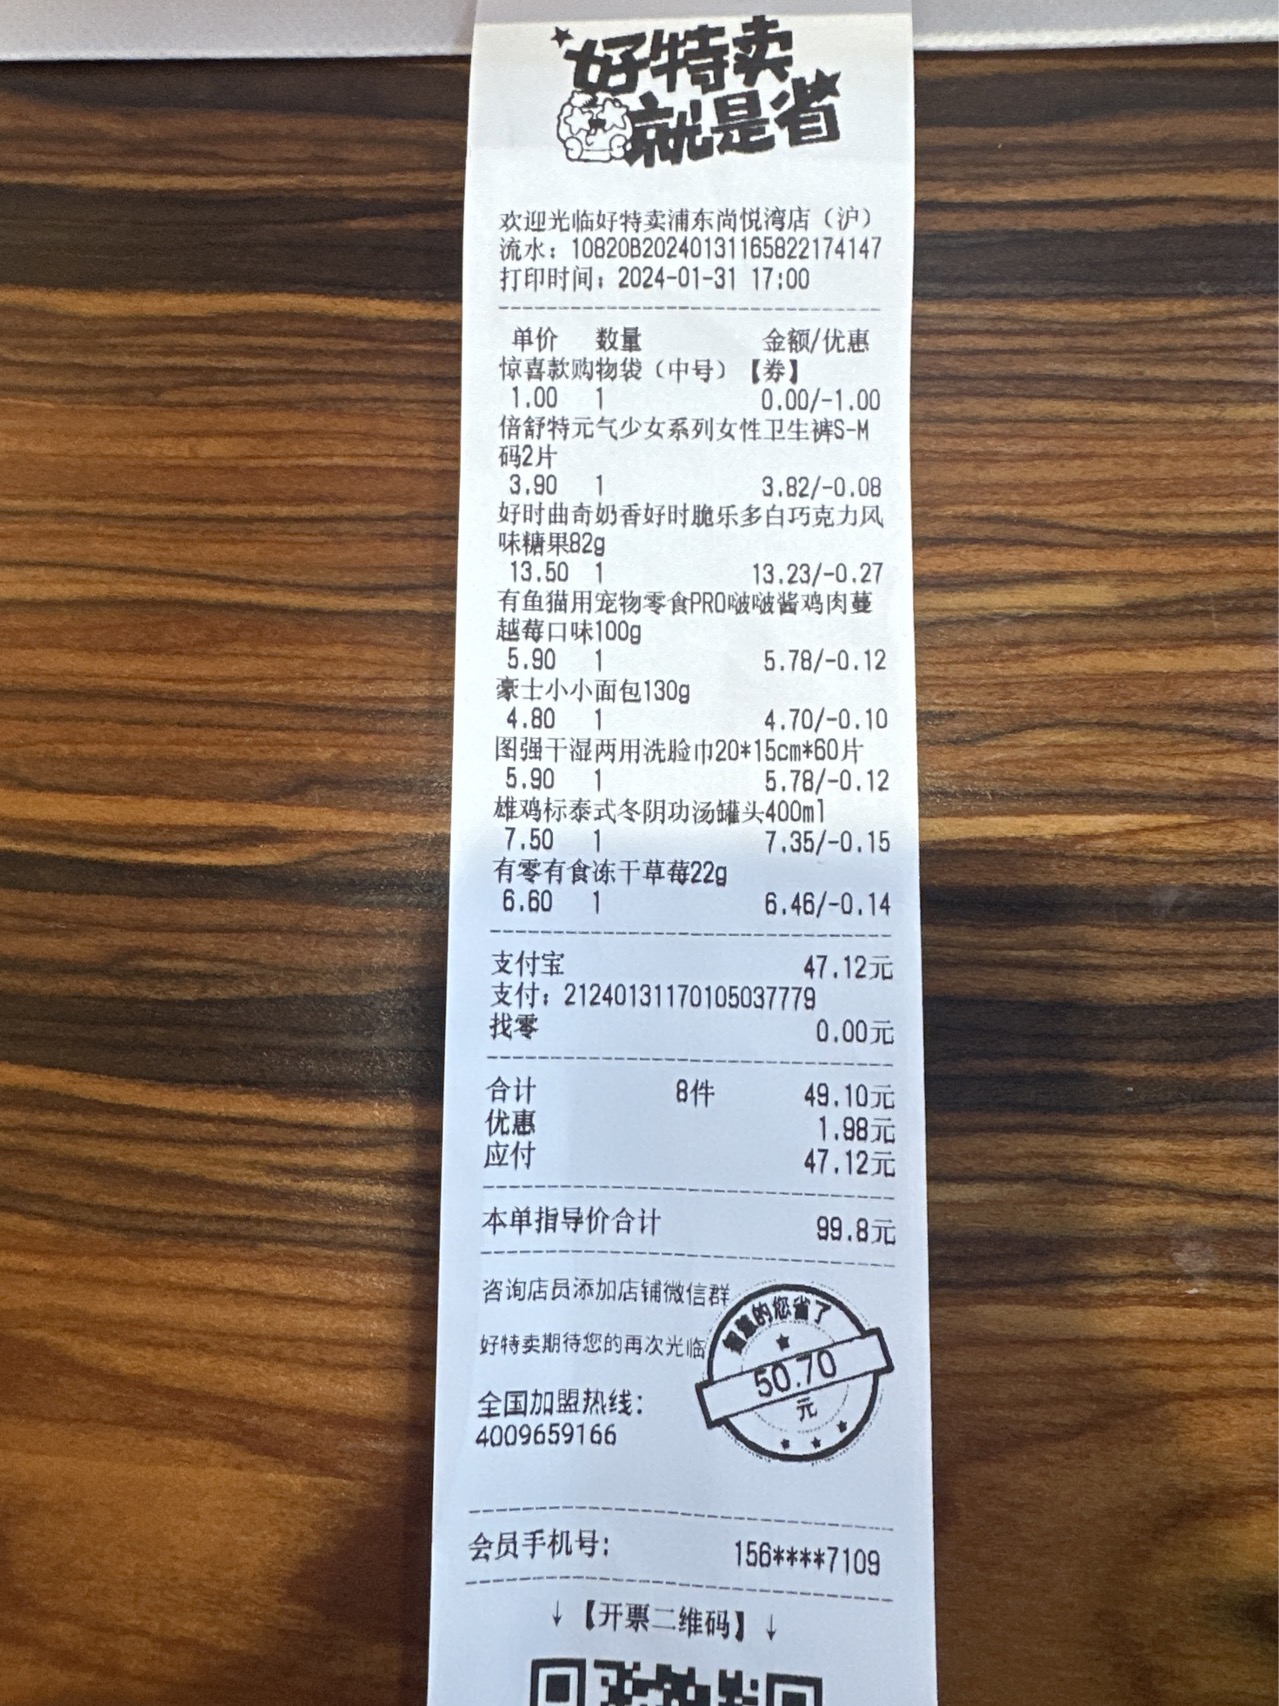 好特卖
就是省
欢迎光临好特卖浦东尚悦湾店（沪）
流水：10820B202401311658221​74147
打印时间：2024-01-31 17:00
单价 数量 金额/优惠
惊喜款购物袋（中号）【券】
1.00 1 0.00/-1.00
倍舒特元气少女系列女性卫生裤S-M
码2片
3.90 1 3.82/-0.08
好时曲奇奶香好时脆乐多白巧克力风
味糖果82g
13.50 1 13.23/-0.27
有鱼猫用宠物零食PRO啵啵酱鸡肉蔓
越莓口味100g
5.90 1 5.78/-0.12
豪士小小面包130g
4.80 1 4.70/-0.10
图强干湿两用洗脸巾20*15cm*60片
5.90 1 5.78/-0.12
雄鸡标泰式冬阴功汤罐头400ml
7.50 1 7.35/-0.15
有零有食冻干草莓22g
6.60 1 6.46/-0.14
支付宝 47.12元
支付：212401311701050​37779
找零 0.00元
合计 8件 49.10元
优惠 1.98元
应付 47.12元
本单指导价合计 99.8元
咨询店员添加店铺微信群
好特卖期待您的再次光临
智慧的您省了
50.70
元
全国加盟热线：
4009659166
会员手机号： 156****7109
↓【开票二维码】↓